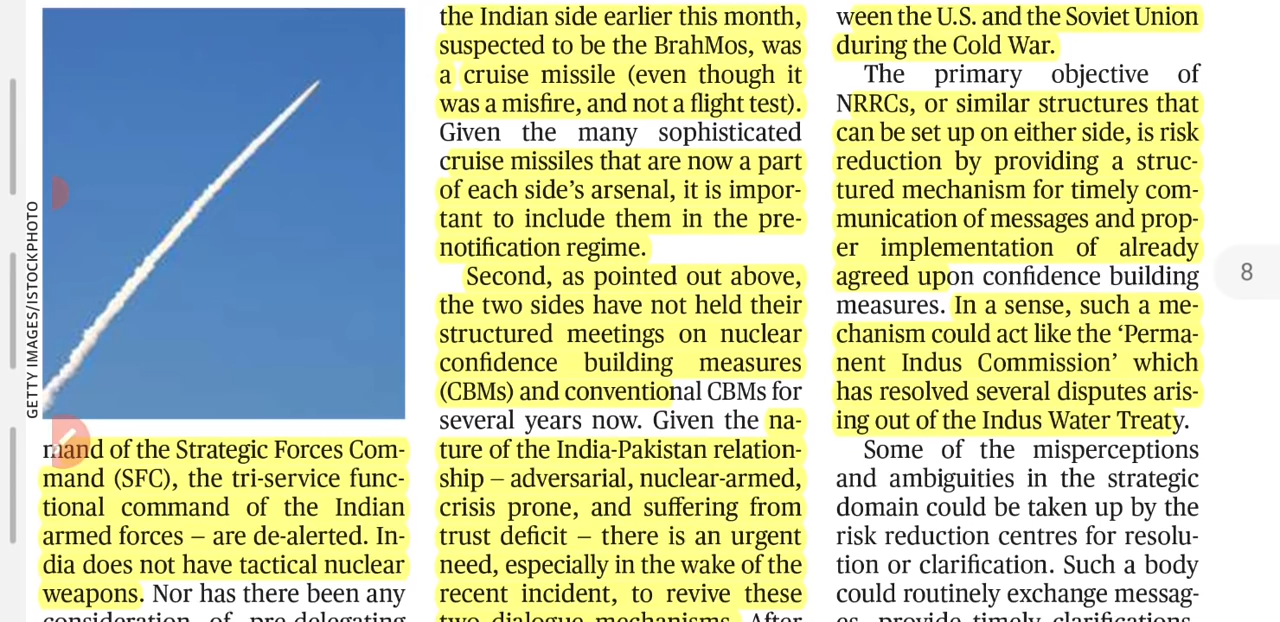 GETTY IMAGES/ISTOCKPHOTO
mand of the Strategic Forces Com-
mand (SFC), the tri-service func-
tional command of the Indian
armed forces – are de-alerted. In-
dia does not have tactical nuclear
weapons. Nor has there been any
consideration of pre-delegating
the Indian side earlier this month,
suspected to be the BrahMos, was
a cruise missile (even though it
was a misfire, and not a flight test).
Given the many sophisticated
cruise missiles that are now a part
of each side's arsenal, it is impor-
tant to include them in the pre-
notification regime.
Second, as pointed out above,
the two sides have not held their
structured meetings on nuclear
confidence building measures
(CBMs) and conventional CBMs for
several years now. Given the na-
ture of the India-Pakistan relation-
ship – adversarial, nuclear-armed,
crisis prone, and suffering from
trust deficit – there is an urgent
need, especially in the wake of the
recent incident, to revive these
two dialogue mechanisms. After
ween the U.S. and the Soviet Union
during the Cold War.
The primary objective of
NRRCs, or similar structures that
can be set up on either side, is risk
reduction by providing a struc-
tured mechanism for timely com-
munication of messages and prop-
er implementation of already
agreed upon confidence building
measures. In a sense, such a me-
chanism could act like the ‘Perma-
nent Indus Commission’ which
has resolved several disputes aris-
ing out of the Indus Water Treaty.
Some of the misperceptions
and ambiguities in the strategic
domain could be taken up by the
risk reduction centres for resolu-
tion or clarification. Such a body
could routinely exchange messag-
es, provide timely clarifications,
8